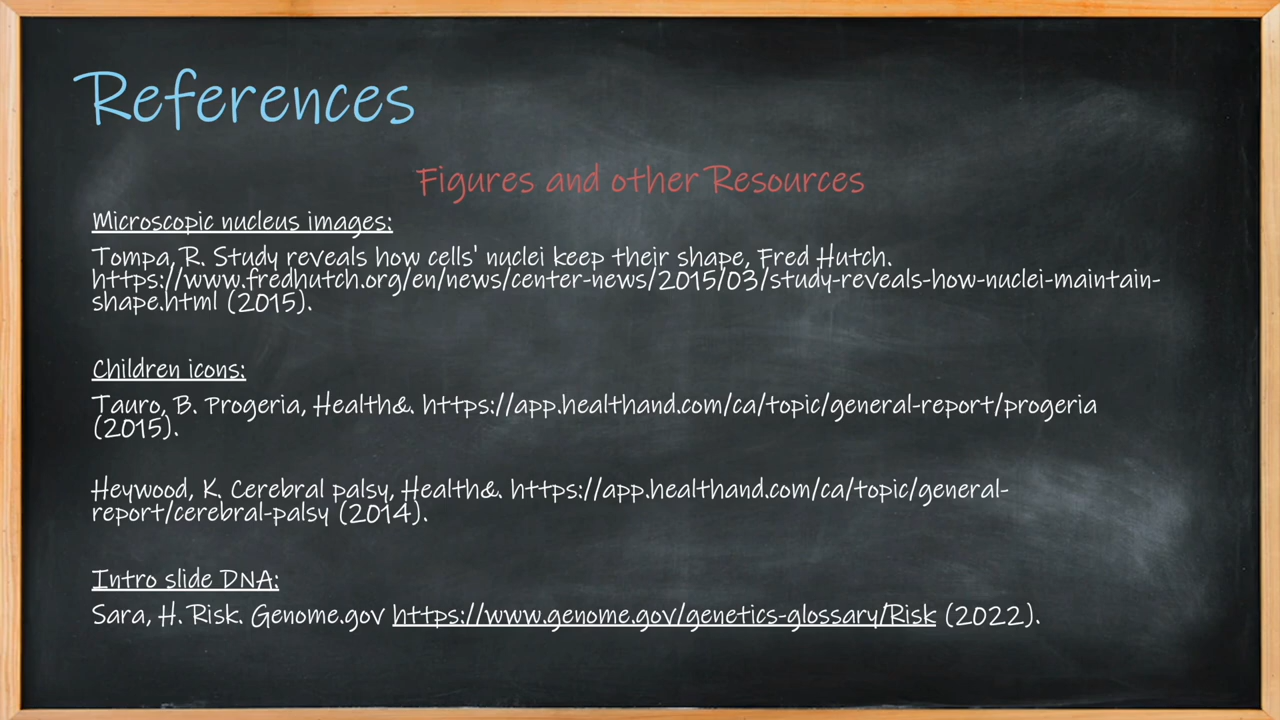 References
Figures and other Resources
Microscopic nucleus images:
Tompa, R. Study reveals how cells' nuclei keep their shape, Fred Hutch.
https://www.fredhutch.org/en/news/center-news/2015/03/study-reveals-how-nuclei-maintain-
shape.html (2015).
Children icons:
Tauro, B. Progeria, Health&. https://app.healthand.com/ca/topic/general-report/progeria
(2015).
Heywood, K. Cerebral palsy, Health&. https://app.healthand.com/ca/topic/general-
report/cerebral-palsy (2014).
Intro slide DNA:
Sara, H. Risk. Genome.gov https://www.genome.gov/genetics-glossary/Risk (2022).